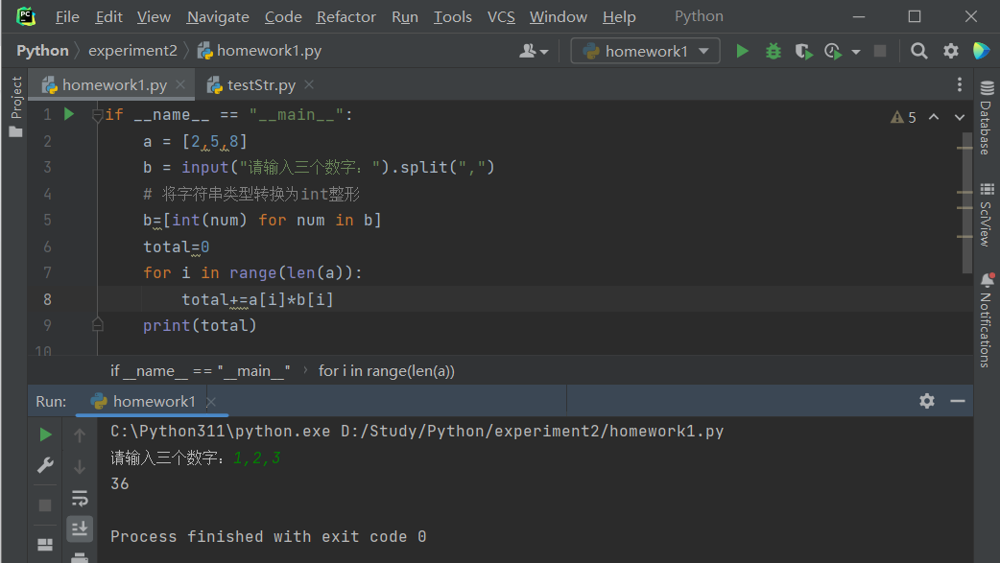 PC File Edit View Navigate Code Refactor Run Tools VCS Window Help Python
Python experiment2 homework1.py homework1
homework1.py testStr.py
Project
1 if __name__ == "__main__": 5
2 a = [2,5,8]
3 b = input("请输入三个数字：").split(",")
4 # 将字符串类型转换为int整形
5 b=[int(num) for num in b]
6 total=0
7 for i in range(len(a)):
8 total+=a[i]*b[i]
9 print(total)
10
Database
SciView
Notifications
if __name__ == "__main__" for i in range(len(a))
Run: homework1
C:\Python311\python.exe D:/Study/Python/experiment2/homework1.py
请输入三个数字：1,2,3
36
Process finished with exit code 0